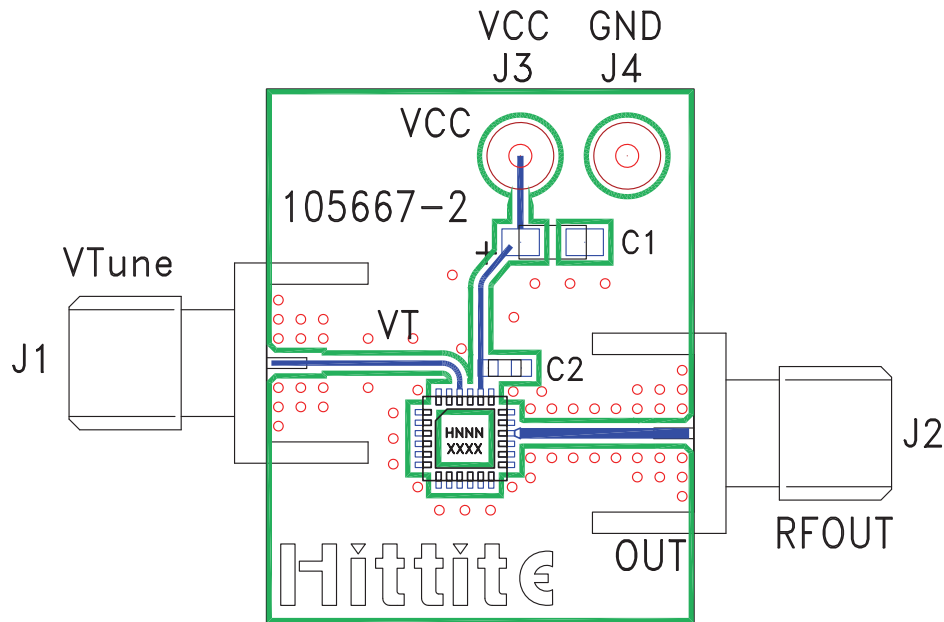 VCC GND
J3 J4
VCC
105667-2
C1
VTune
VT
J1
C2
HNNN
XXXX
J2
RFOUT
OUT
Hittite